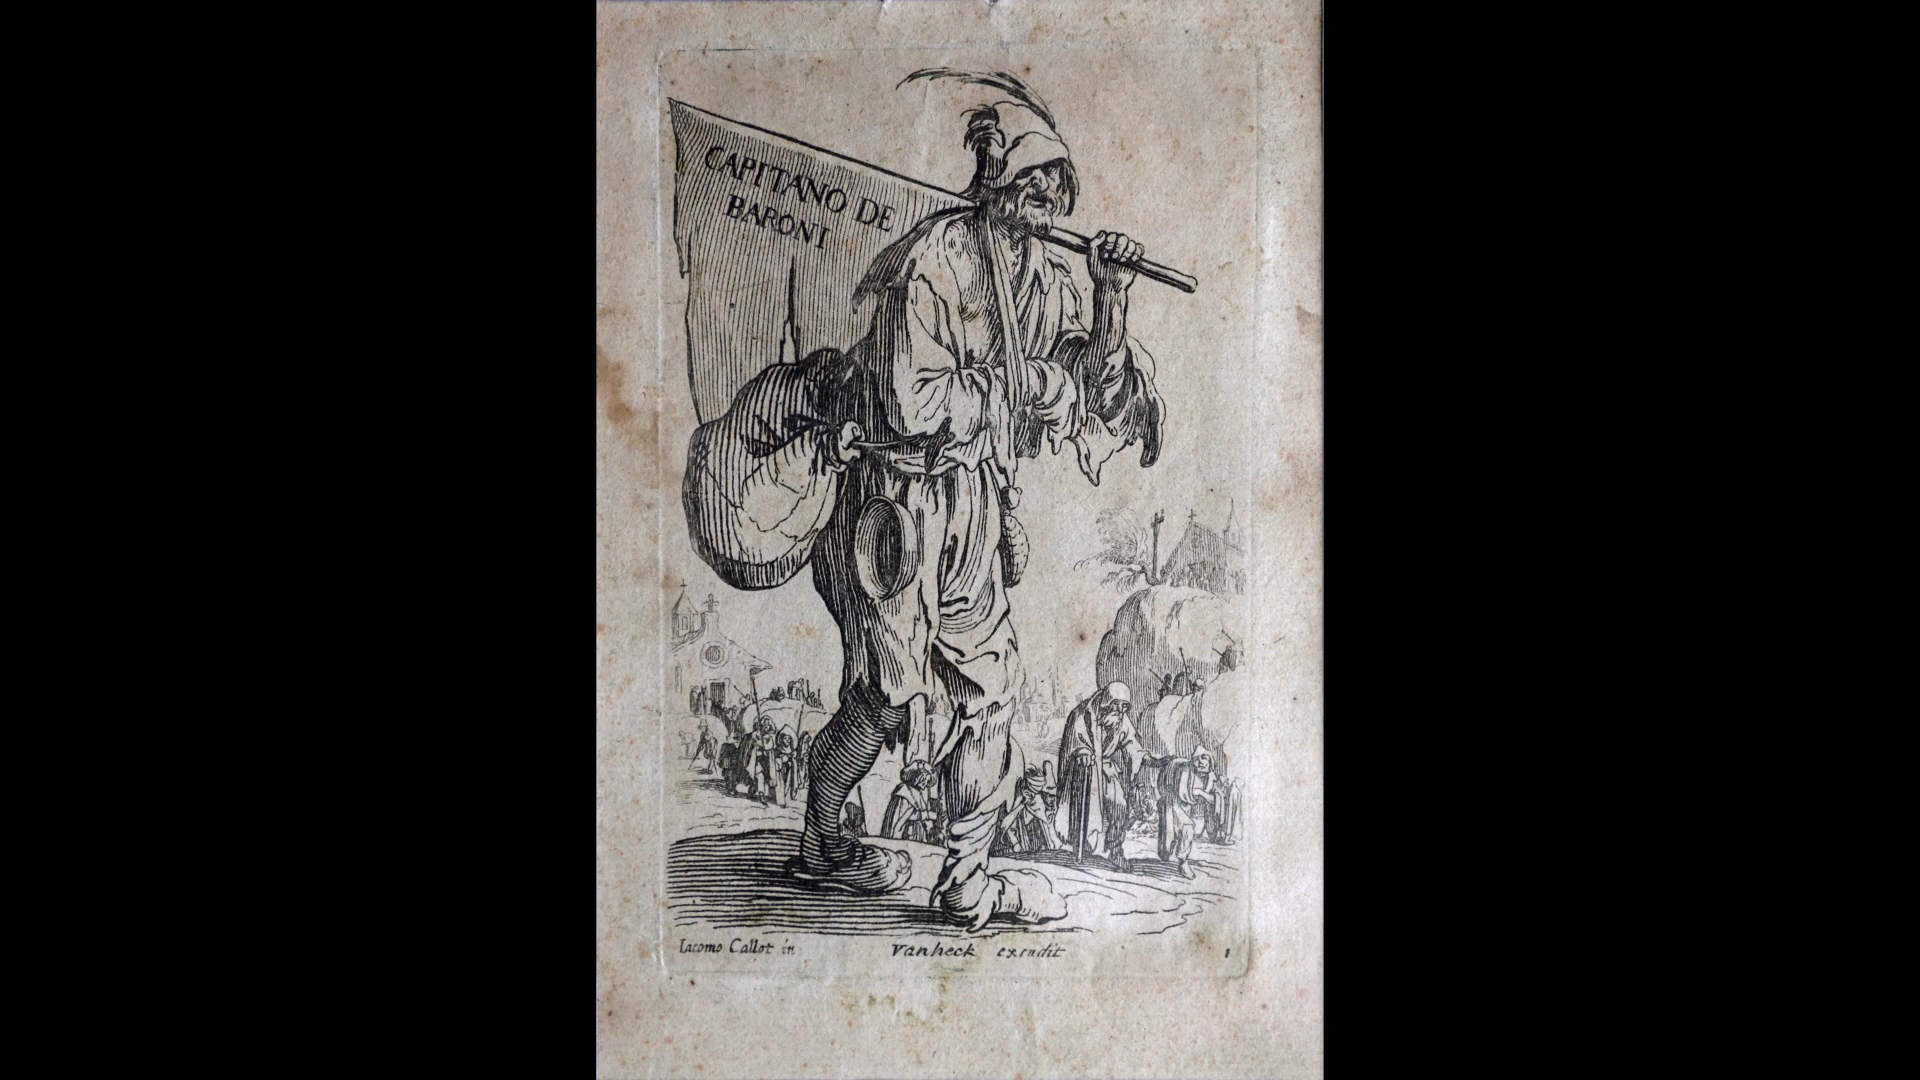 CAPITANO DE
BARONI
Iacomo Callot in
Vanheck excudit 1